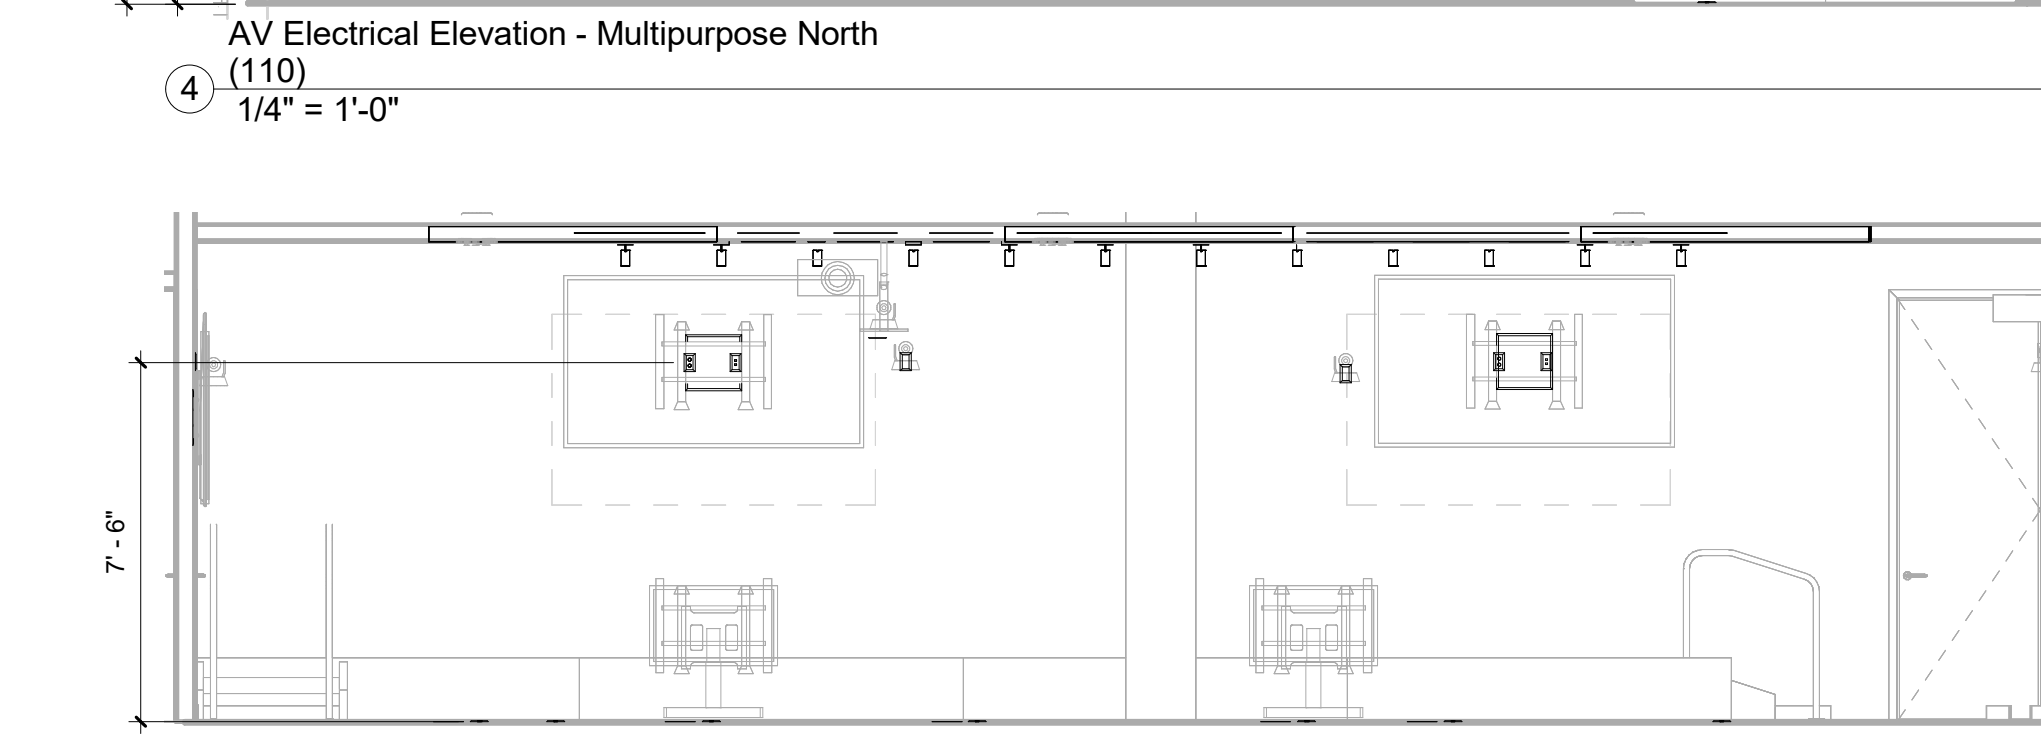 AV Electrical Elevation - Multipurpose North
(110)
4
1/4" = 1'-0"
7' - 6"